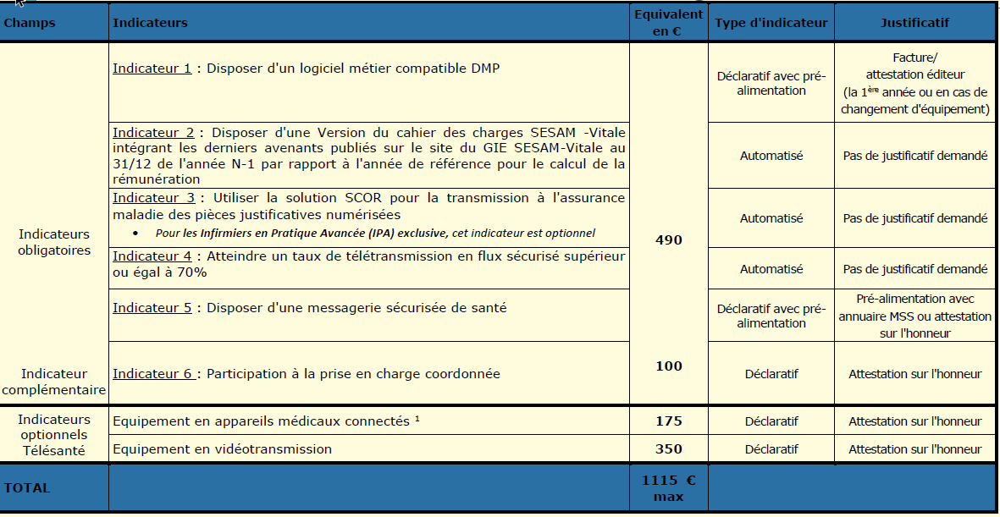 Champs
Indicateurs
Equivalent
en €
Type d'indicateur
Justificatif
Indicateurs
obligatoires
Indicateur 1 : Disposer d'un logiciel métier compatible DMP
490
Déclaratif avec pré-
alimentation
Facture/
attestation éditeur
(la 1ère année ou en cas de
changement d'équipement)
Indicateur 2 : Disposer d'une Version du cahier des charges SESAM -Vitale
intégrant les derniers avenants publiés sur le site du GIE SESAM-Vitale au
31/12 de l'année N-1 par rapport à l'année de référence pour le calcul de la
rémunération
Automatisé
Pas de justificatif demandé
Indicateur 3 : Utiliser la solution SCOR pour la transmission à l'assurance
maladie des pièces justificatives numérisées
• Pour les Infirmiers en Pratique Avancée (IPA) exclusive, cet indicateur est optionnel
Automatisé
Pas de justificatif demandé
Indicateur 4 : Atteindre un taux de télétransmission en flux sécurisé supérieur
ou égal à 70%
Automatisé
Pas de justificatif demandé
Indicateur 5 : Disposer d'une messagerie sécurisée de santé
Déclaratif avec pré-
alimentation
Pré-alimentation avec
annuaire MSS ou attestation
sur l'honneur
Indicateur
complémentaire
Indicateur 6 : Participation à la prise en charge coordonnée
100
Déclaratif
Attestation sur l'honneur
Indicateurs
optionnels
Télésanté
Equipement en appareils médicaux connectés 1
175
Déclaratif
Attestation sur l'honneur
Equipement en vidéotransmission
350
Déclaratif
Attestation sur l'honneur
TOTAL
1115 €
max